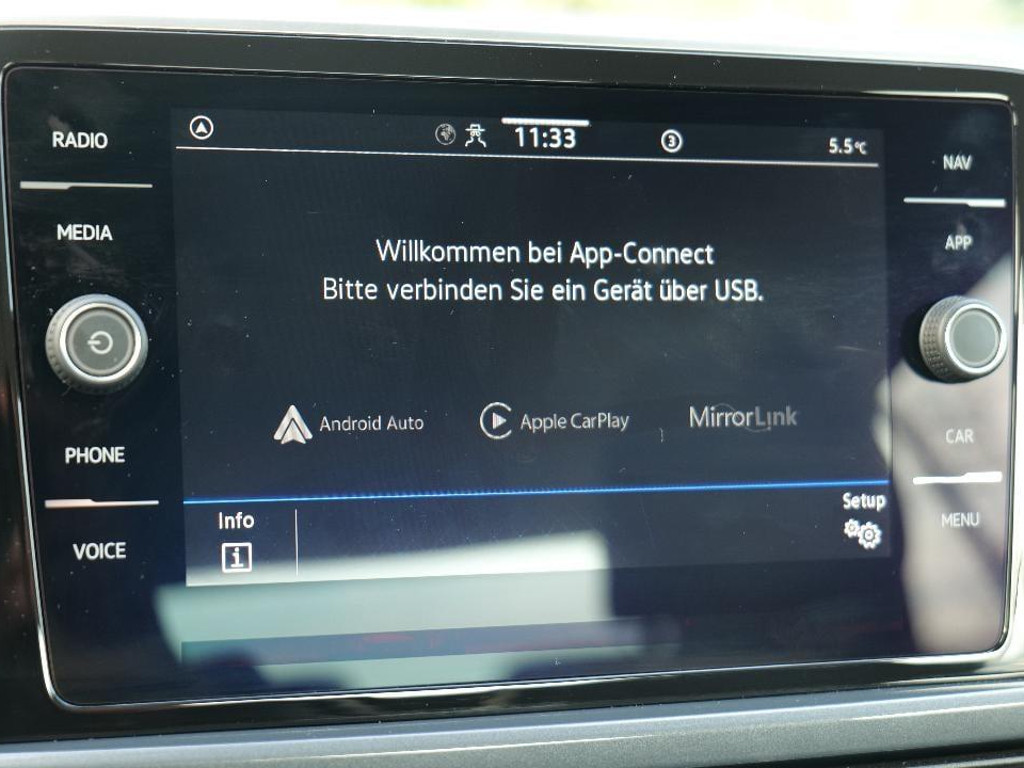 RADIO
MEDIA
PHONE
VOICE
11:33
3
5.5°C
Willkommen bei App-Connect
Bitte verbinden Sie ein Gerät über USB.
Android Auto
Apple CarPlay
MirrorLink
Info
i
Setup
NAV
APP
CAR
MENU